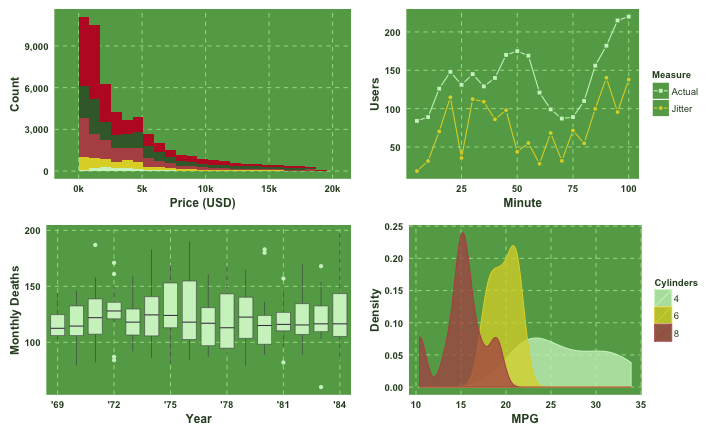 9,000
6,000
3,000
0
Count
0k
5k
10k
15k
20k
Price (USD)
200
150
100
50
Users
25
50
75
100
Minute
Measure
Actual
Jitter
200
150
100
Monthly Deaths
'69
'72
'75
'78
'81
'84
Year
0.25
0.20
0.15
0.10
0.05
0.00
Density
10
15
20
25
30
35
MPG
Cylinders
4
6
8